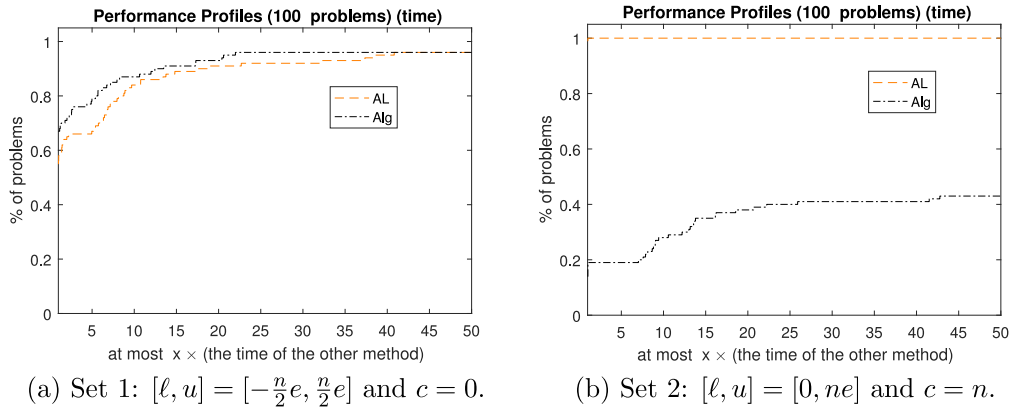 Performance Profiles (100 problems) (time)
% of problems
1
0.8
0.6
0.4
0.2
0
AL
Alg
5 10 15 20 25 30 35 40 45 50
at most x × (the time of the other method)
(a) Set 1: [ℓ, u] = [−n/2 e, n/2 e] and c = 0.
Performance Profiles (100 problems) (time)
% of problems
1
0.8
0.6
0.4
0.2
0
AL
Alg
5 10 15 20 25 30 35 40 45 50
at most x × (the time of the other method)
(b) Set 2: [ℓ, u] = [0, ne] and c = n.